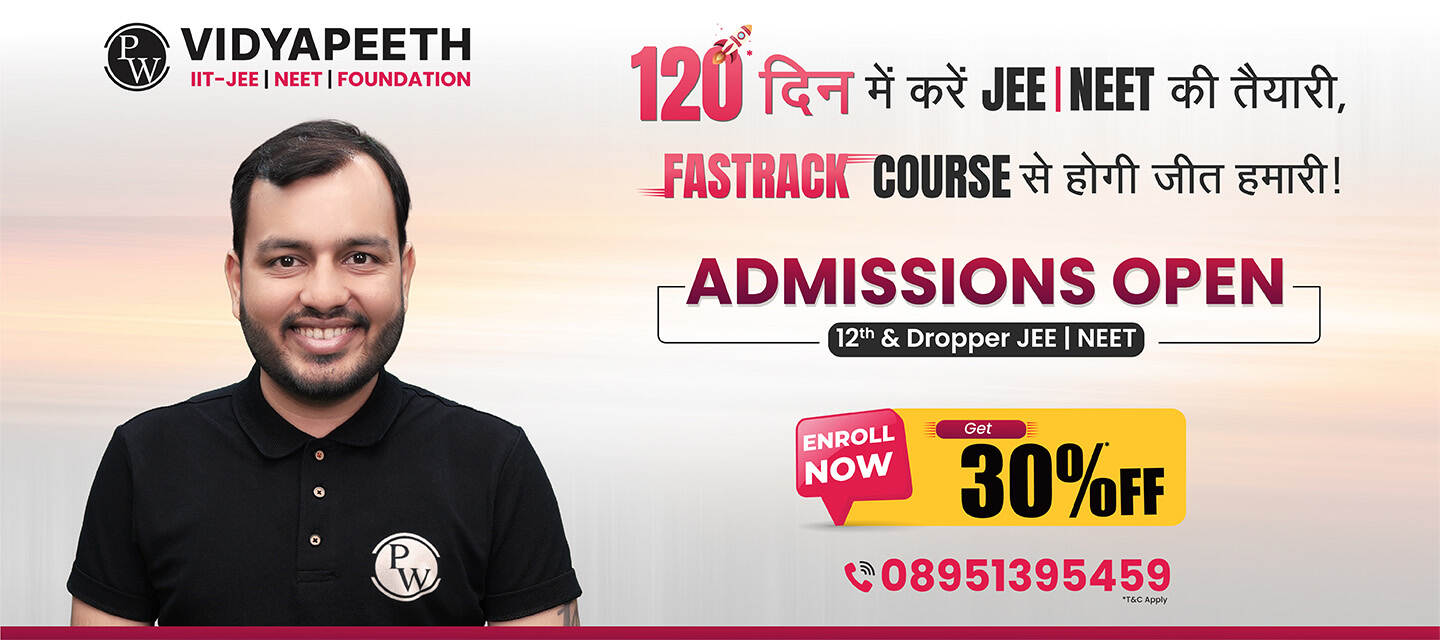 PW VIDYAPEETH
IIT-JEE | NEET | FOUNDATION
120* दिन में करें JEE | NEET की तैयारी,
FASTRACK COURSE से होगी जीत हमारी!
ADMISSIONS OPEN
12th & Dropper JEE | NEET
ENROLL
NOW
Get
30%*OFF
08951395459
*T&C Apply
PW